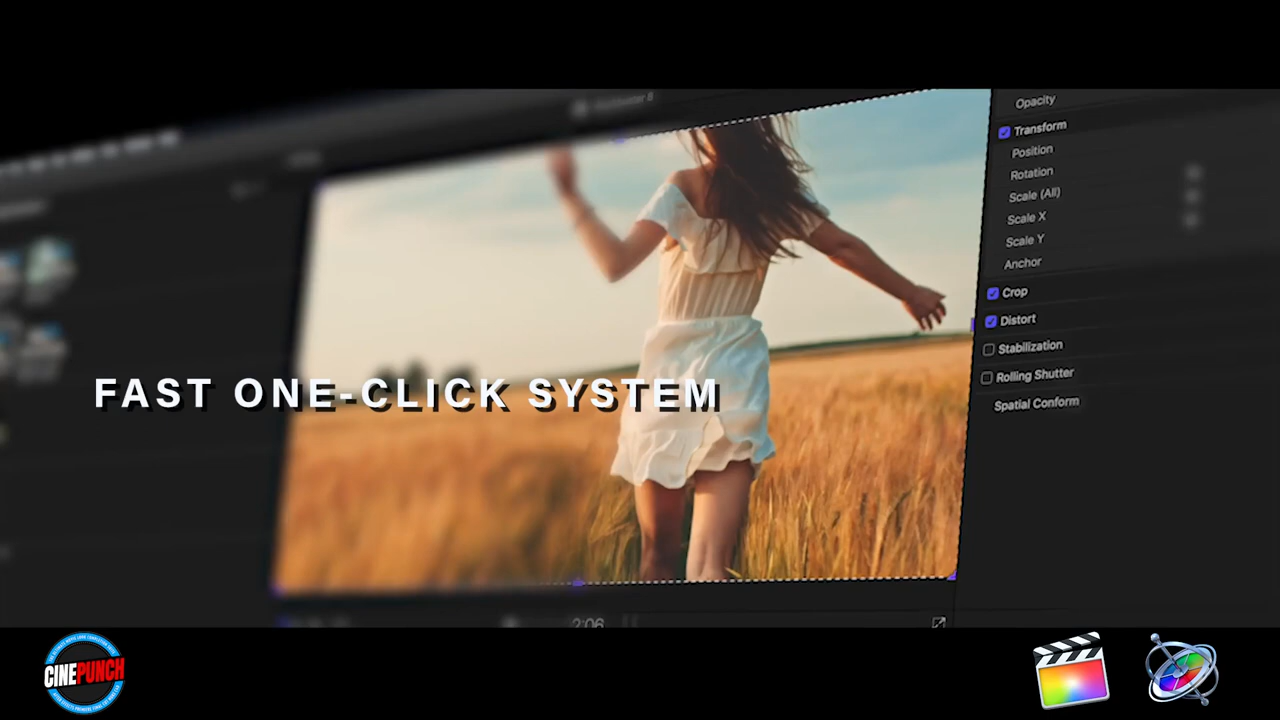 Opacity
Transform
Position
Rotation
Scale (All)
Scale X
Scale Y
Anchor
Crop
Distort
Stabilization
Rolling Shutter
Spatial Conform
FAST ONE-CLICK SYSTEM
2:06
CINEPUNCH